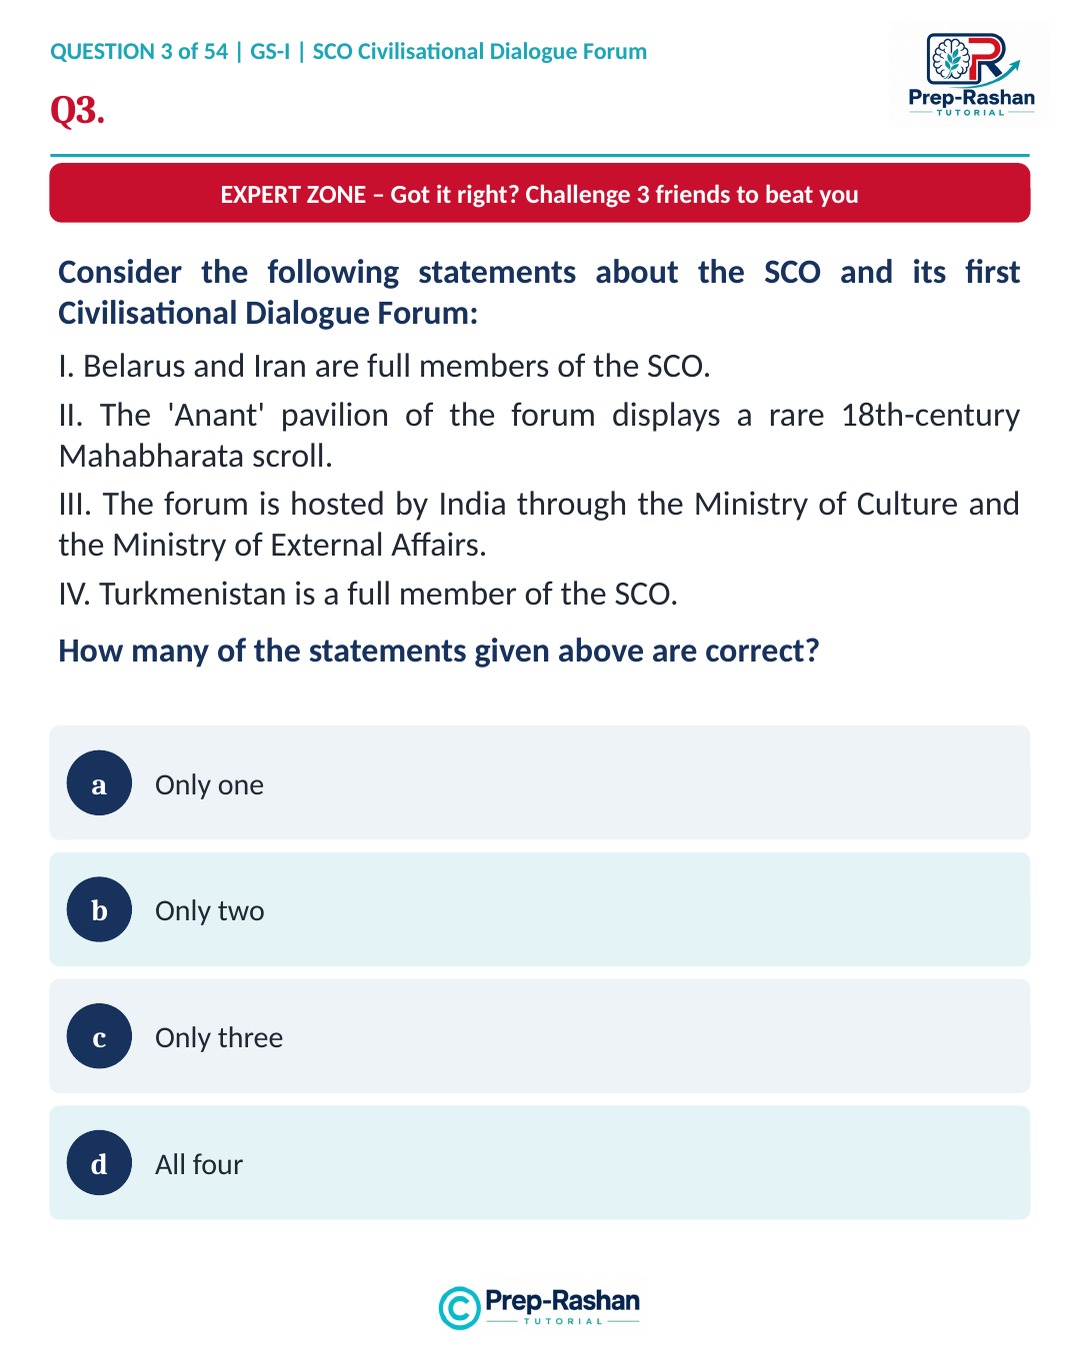 QUESTION 3 of 54 | GS-I | SCO Civilisational Dialogue Forum
Prep-Rashan
TUTORIAL
Q3.
EXPERT ZONE – Got it right? Challenge 3 friends to beat you
Consider the following statements about the SCO and its first
Civilisational Dialogue Forum:
I. Belarus and Iran are full members of the SCO.
II. The 'Anant' pavilion of the forum displays a rare 18th-century
Mahabharata scroll.
III. The forum is hosted by India through the Ministry of Culture and
the Ministry of External Affairs.
IV. Turkmenistan is a full member of the SCO.
How many of the statements given above are correct?
a Only one
b Only two
c Only three
d All four
© Prep-Rashan
TUTORIAL